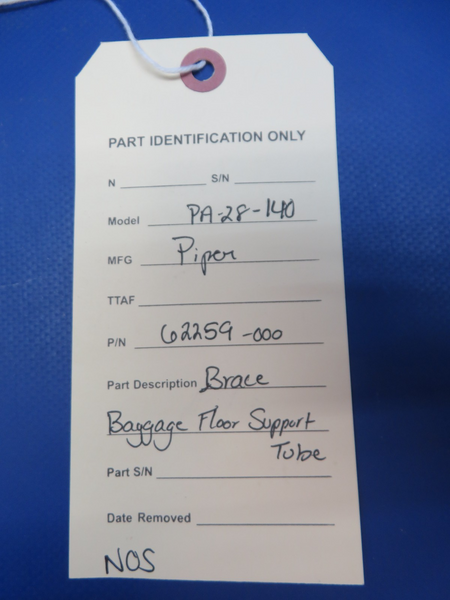 PART IDENTIFICATION ONLY
N S/N
Model PA-28-140
MFG Piper
TTAF
P/N 62259-000
Part Description Brace
Baggage Floor Support
Tube
Part S/N
Date Removed
NOS